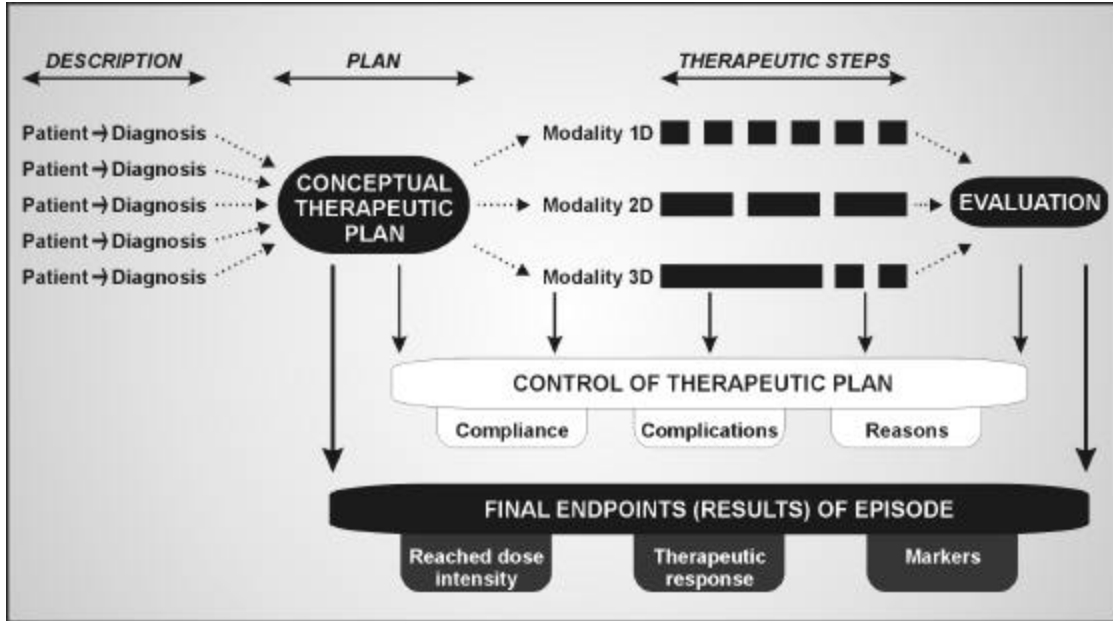 DESCRIPTION
PLAN
THERAPEUTIC STEPS
Patient → Diagnosis
Patient → Diagnosis
Patient → Diagnosis
Patient → Diagnosis
Patient → Diagnosis
CONCEPTUAL
THERAPEUTIC
PLAN
Modality 1D
Modality 2D
Modality 3D
EVALUATION
CONTROL OF THERAPEUTIC PLAN
Compliance
Complications
Reasons
FINAL ENDPOINTS (RESULTS) OF EPISODE
Reached dose
intensity
Therapeutic
response
Markers